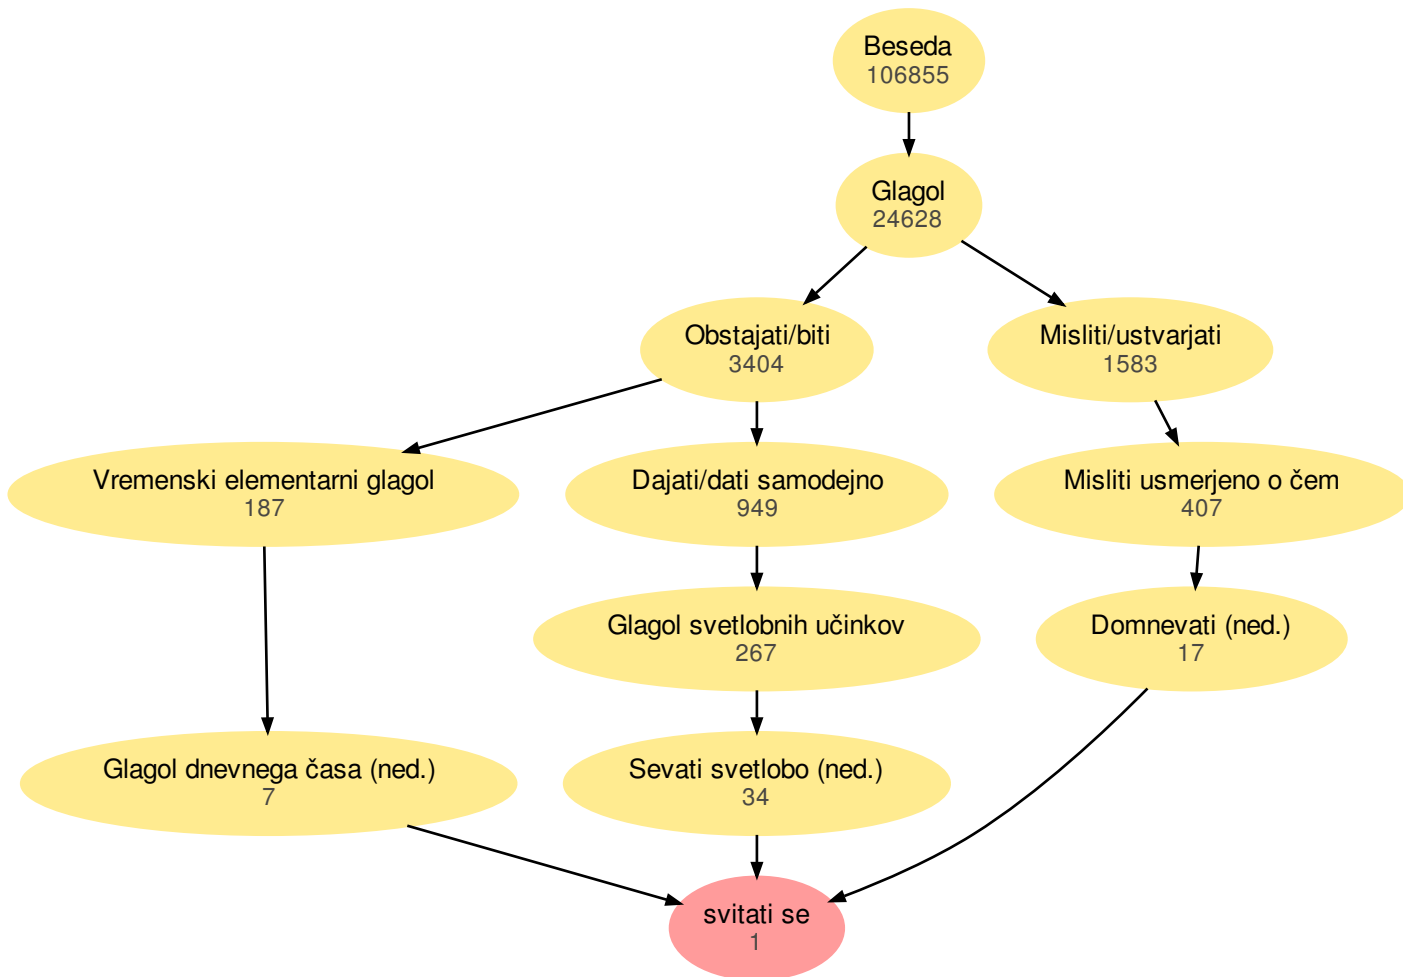 Beseda
106855
Glagol
24628
Obstajati/biti
3404
Misliti/ustvarjati
1583
Vremenski elementarni glagol
187
Dajati/dati samodejno
949
Misliti usmerjeno o čem
407
Glagol svetlobnih učinkov
267
Domnevati (ned.)
17
Glagol dnevnega časa (ned.)
7
Sevati svetlobo (ned.)
34
svitati se
1